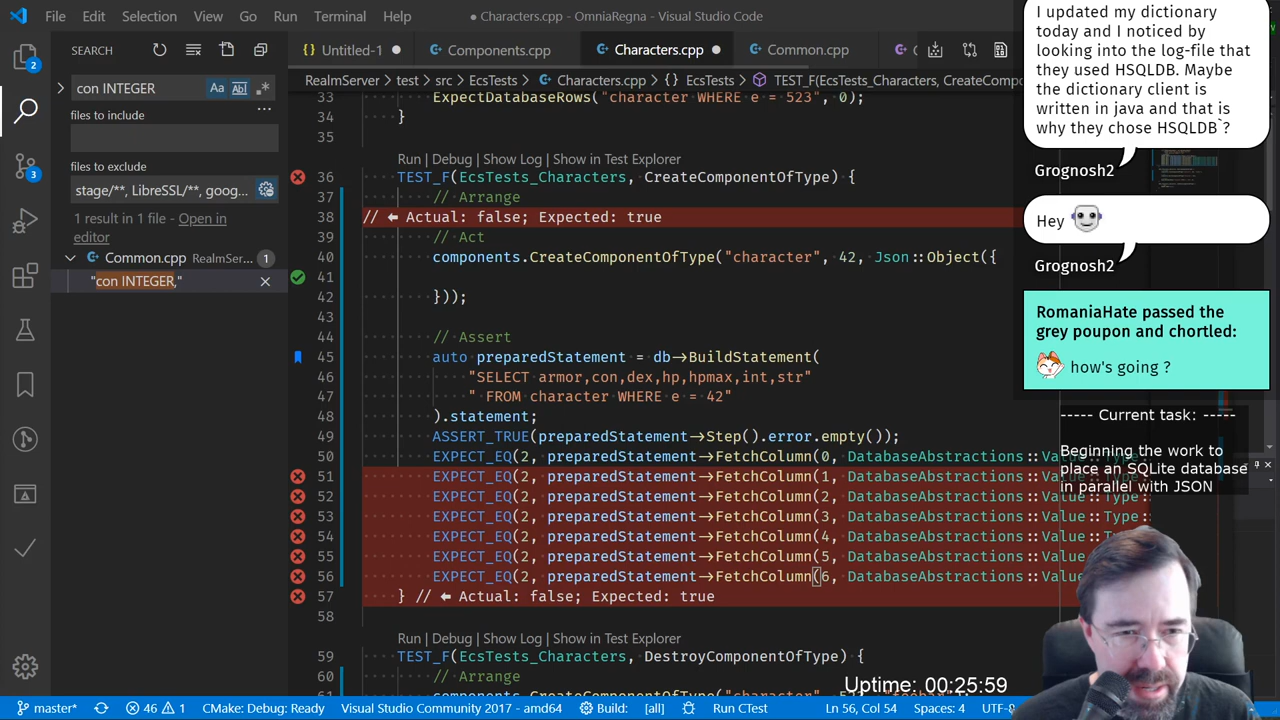 File Edit Selection View Go Run Terminal Help
● Characters.cpp - OmniaRegna - Visual Studio Code
SEARCH
Untitled-1
Components.cpp
Characters.cpp
Common.cpp
RealmServer > test > src > EcsTests > Characters.cpp > {} EcsTests > TEST_F(EcsTests_Characters, CreateCompo
con INTEGER
Aa
files to include
files to exclude
stage/**, LibreSSL/**, goog...
1 result in 1 file - Open in
editor
Common.cpp RealmSer... 1
"con INTEGER,"
2
3
33 ExpectDatabaseRows("character WHERE e = 523", 0);
34 }
35
Run | Debug | Show Log | Show in Test Explorer
36 TEST_F(EcsTests_Characters, CreateComponentOfType) {
37 // Arrange
38 // ← Actual: false; Expected: true
39 // Act
40 components.CreateComponentOfType("character", 42, Json::Object({
41
42 }));
43
44 // Assert
45 auto preparedStatement = db->BuildStatement(
46 "SELECT armor,con,dex,hp,hpmax,int,str"
47 " FROM character WHERE e = 42"
48 ).statement;
49 ASSERT_TRUE(preparedStatement->Step().error.empty());
50 EXPECT_EQ(2, preparedStatement->FetchColumn(0, DatabaseAbstractions::Value::Type:
51 EXPECT_EQ(2, preparedStatement->FetchColumn(1, DatabaseAbstractions::Value::Type:
52 EXPECT_EQ(2, preparedStatement->FetchColumn(2, DatabaseAbstractions::Value::Type:
53 EXPECT_EQ(2, preparedStatement->FetchColumn(3, DatabaseAbstractions::Value::Type:
54 EXPECT_EQ(2, preparedStatement->FetchColumn(4, DatabaseAbstractions::Value:
55 EXPECT_EQ(2, preparedStatement->FetchColumn(5, DatabaseAbstractions::Valu
56 EXPECT_EQ(2, preparedStatement->FetchColumn(6, DatabaseAbstractions::Valu
57 } // ← Actual: false; Expected: true
58
Run | Debug | Show Log | Show in Test Explorer
59 TEST_F(EcsTests_Characters, DestroyComponentOfType) {
60 // Arrange
61
I updated my dictionary
today and I noticed by
looking into the log-file that
they used HSQLDB. Maybe
the dictionary client is
written in java and that is
why they chose HSQLDB`?
Grognosh2
Hey
Grognosh2
RomaniaHate passed the
grey poupon and chortled:
how's going ?
----- Current task: -----
Beginning the work to
place an SQLite database
in parallel with JSON
Uptime: 00:25:59
master* 46 1 CMake: Debug: Ready Visual Studio Community 2017 - amd64 Build: [all] Run CTest Ln 56, Col 54 Spaces: 4 UTF-8